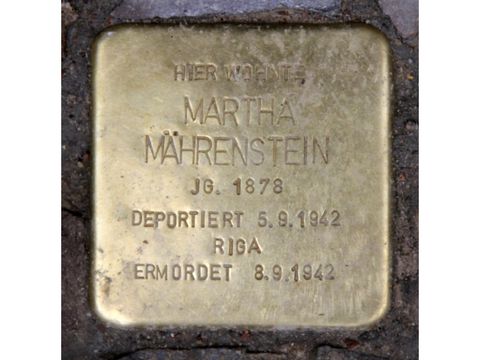 HIER WOHNTE
MARTHA
MÄHRENSTEIN
JG. 1878
DEPORTIERT 5.9.1942
RIGA
ERMORDET 8.9.1942